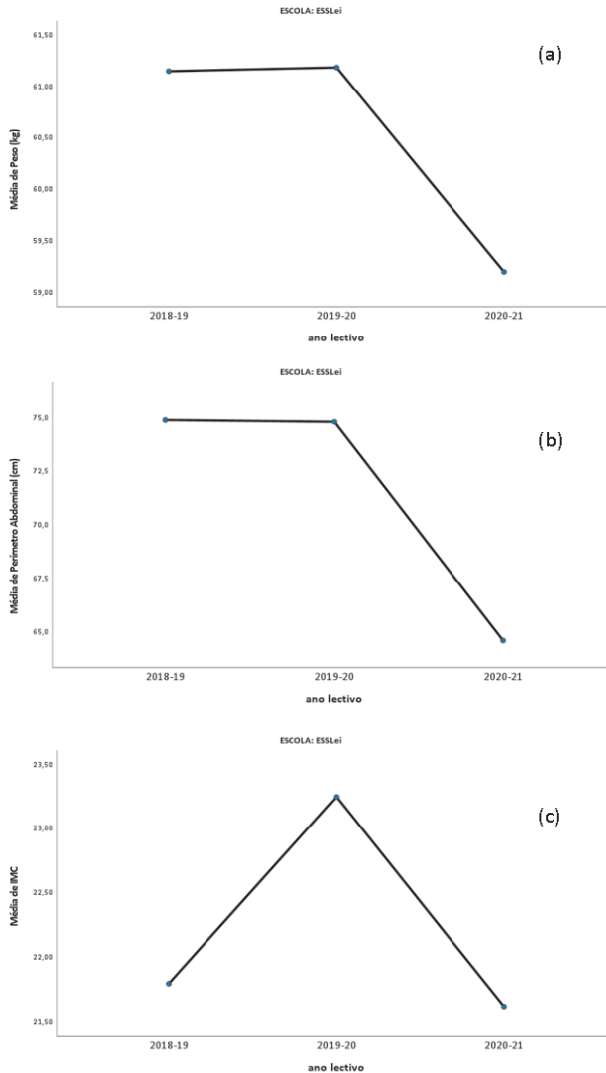 ESCOLA: ESSLei
(a)
Média de Peso (kg)
61,50
61,00
60,50
60,00
59,50
59,00
2018-19 2019-20 2020-21
ano lectivo
ESCOLA: ESSLei
(b)
Média de Perímetro Abdominal (cm)
75,0
72,5
70,0
67,5
65,0
2018-19 2019-20 2020-21
ano lectivo
ESCOLA: ESSLei
(c)
Média de IMC
23,50
23,00
22,50
22,00
21,50
2018-19 2019-20 2020-21
ano lectivo